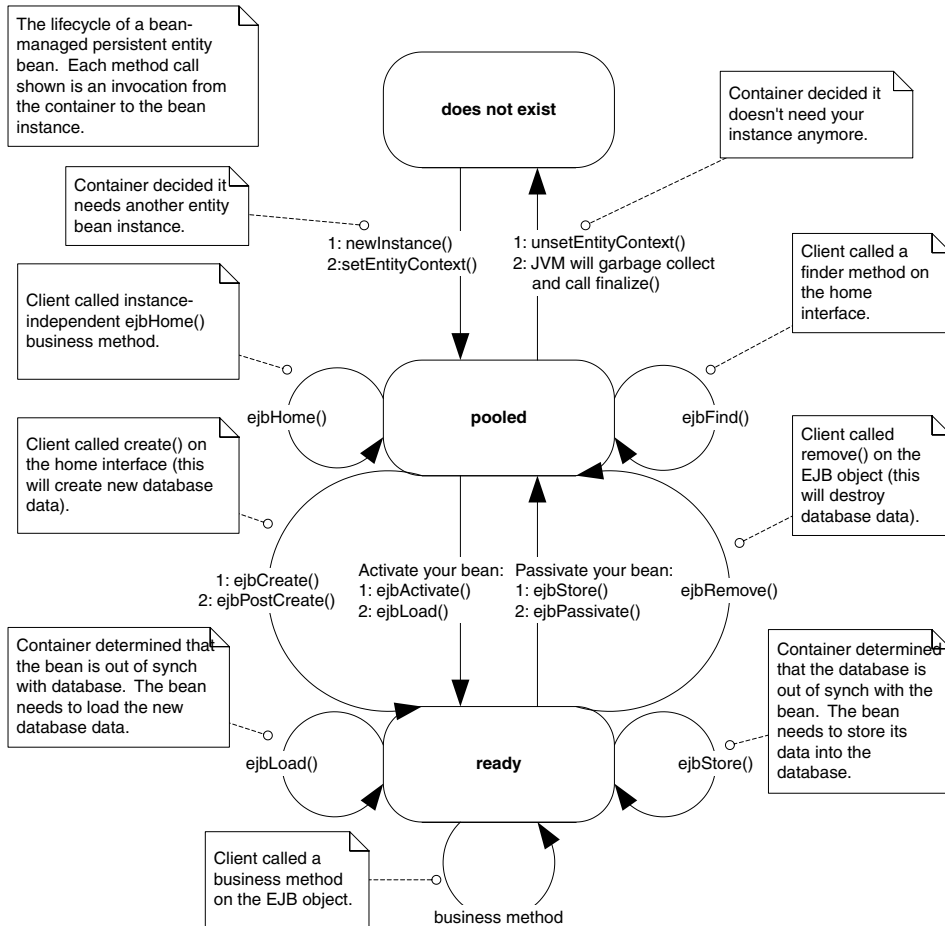 The lifecycle of a bean-
managed persistent entity
bean.  Each method call
shown is an invocation from
the container to the bean
instance.
does not exist
Container decided it
doesn't need your
instance anymore.
Container decided it
needs another entity
bean instance.
1: newInstance()
2:setEntityContext()
1: unsetEntityContext()
2: JVM will garbage collect
and call finalize()
Client called a
finder method on
the home
interface.
Client called instance-
independent ejbHome()
business method.
ejbHome()
pooled
ejbFind()
Client called create() on
the home interface (this
will create new database
data).
Client called
remove() on the
EJB object (this
will destroy
database data).
1: ejbCreate()
2: ejbPostCreate()
Activate your bean:
1: ejbActivate()
2: ejbLoad()
Passivate your bean:
1: ejbStore()
2: ejbPassivate()
ejbRemove()
Container determined that
the bean is out of synch
with database.  The bean
needs to load the new
database data.
Container determined
that the database is
out of synch with the
bean.  The bean
needs to store its
data into the
database.
ejbLoad()
ready
ejbStore()
Client called a
business method
on the EJB object.
business method